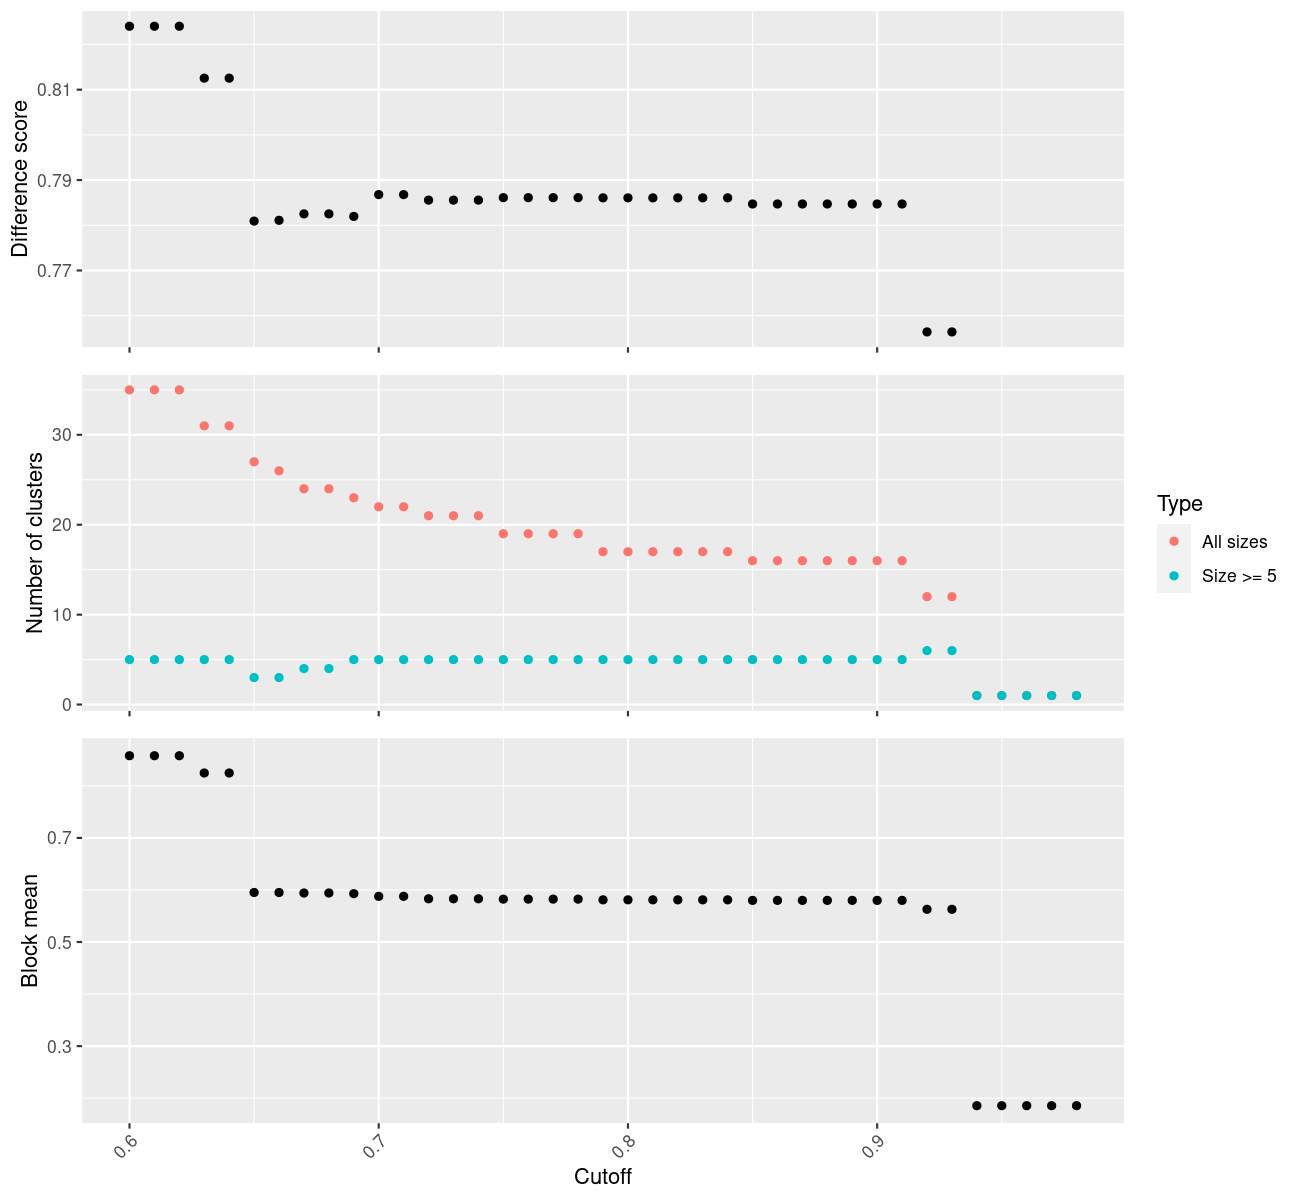 Difference score
0.81
0.79
0.77
Number of clusters
30
20
10
0
Type
All sizes
Size >= 5
Block mean
0.7
0.5
0.3
0.6
0.7
0.8
0.9
Cutoff